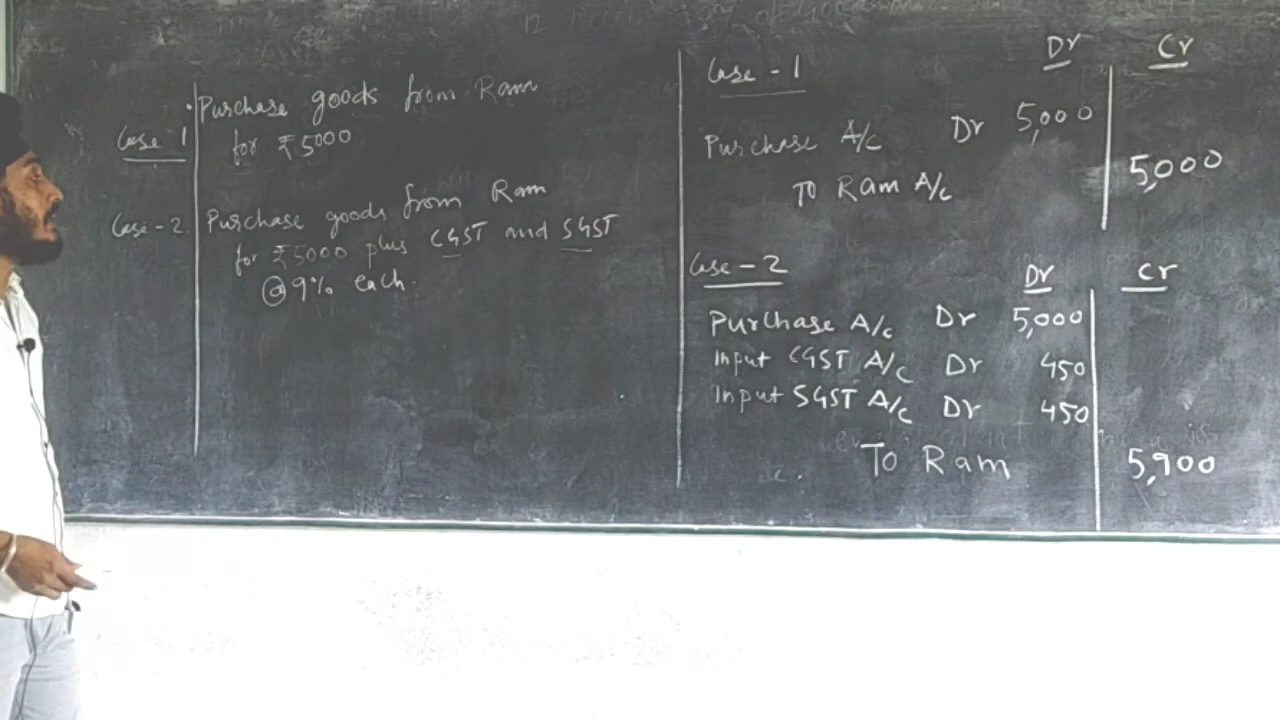 Case - 1
Purchase goods from Ram
for ₹5000
Case - 2
Purchase goods from Ram
for ₹5000 plus CGST and SGST
@9% each.
Case - 1 Dr Cr
Purchase A/c Dr 5,000
To Ram A/c 5,000
Case - 2 Dr Cr
Purchase A/c Dr 5,000
Input CGST A/c Dr 450
Input SGST A/c Dr 450
To Ram 5,900